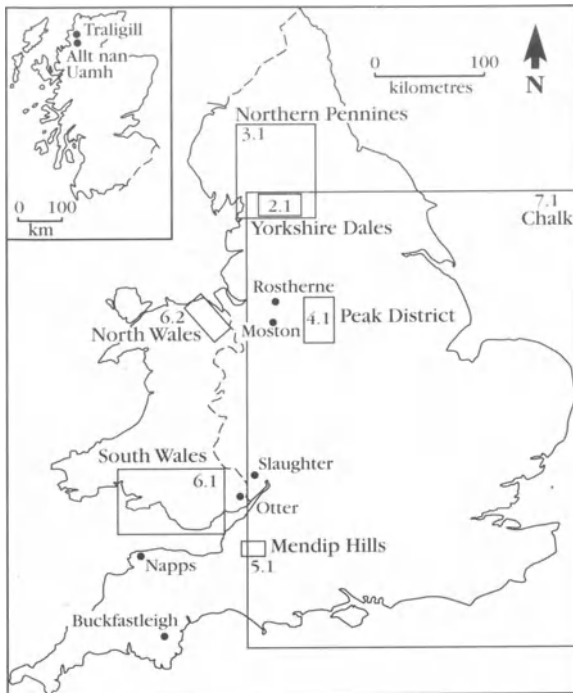 Traligill
Allt nan
Uamh
0 100
km
0 100
kilometres
N
Northern Pennines
3.1
2.1
7.1
Chalk
Yorkshire Dales
Rostherne
6.2
4.1
Peak District
North Wales
Moston
South Wales
Slaughter
6.1
Otter
Mendip Hills
Napps
5.1
Buckfastleigh